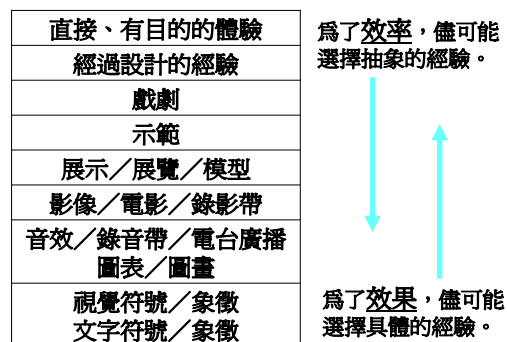 直接、有目的的體驗
經過設計的經驗
戲劇
示範
展示／展覽／模型
影像／電影／錄影帶
音效／錄音帶／電台廣播
圖表／圖畫
視覺符號／象徵
文字符號／象徵
為了效率，儘可能
選擇抽象的經驗。
為了效果，儘可能
選擇具體的經驗。